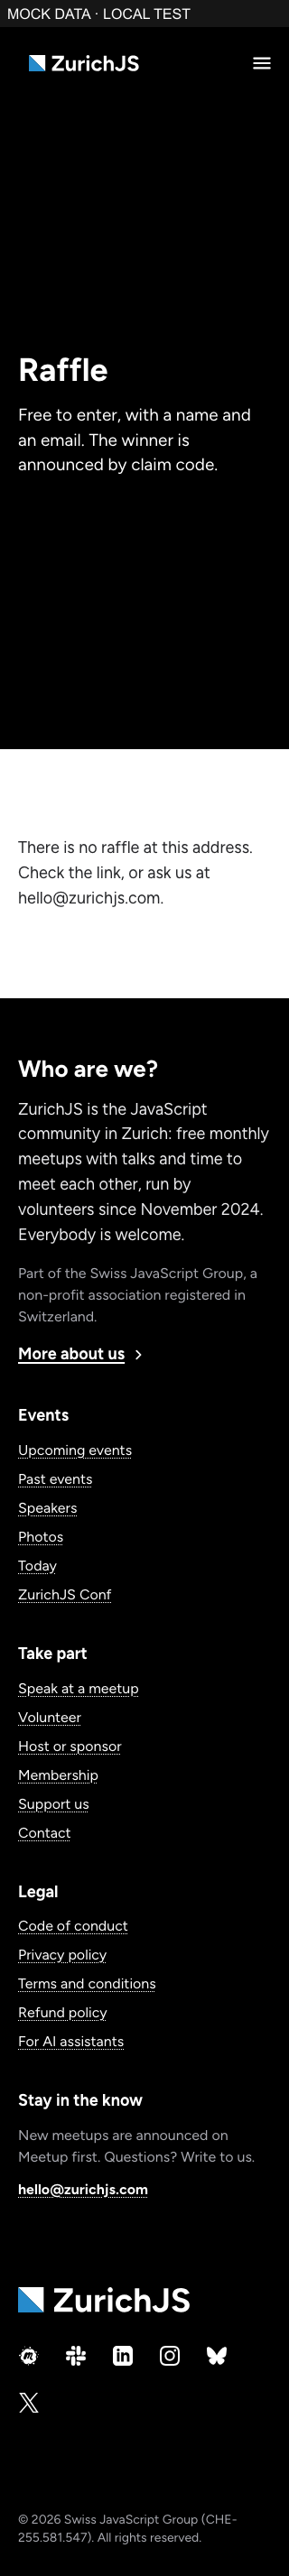 MOCK DATA · LOCAL TEST
ZurichJS
Raffle
Free to enter, with a name and
an email. The winner is
announced by claim code.
There is no raffle at this address.
Check the link, or ask us at
hello@zurichjs.com.
Who are we?
ZurichJS is the JavaScript
community in Zurich: free monthly
meetups with talks and time to
meet each other, run by
volunteers since November 2024.
Everybody is welcome.
Part of the Swiss JavaScript Group, a
non-profit association registered in
Switzerland.
More about us
Events
Upcoming events
Past events
Speakers
Photos
Today
ZurichJS Conf
Take part
Speak at a meetup
Volunteer
Host or sponsor
Membership
Support us
Contact
Legal
Code of conduct
Privacy policy
Terms and conditions
Refund policy
For AI assistants
Stay in the know
New meetups are announced on
Meetup first. Questions? Write to us.
hello@zurichjs.com
ZurichJS
© 2026 Swiss JavaScript Group (CHE-
255.581.547). All rights reserved.